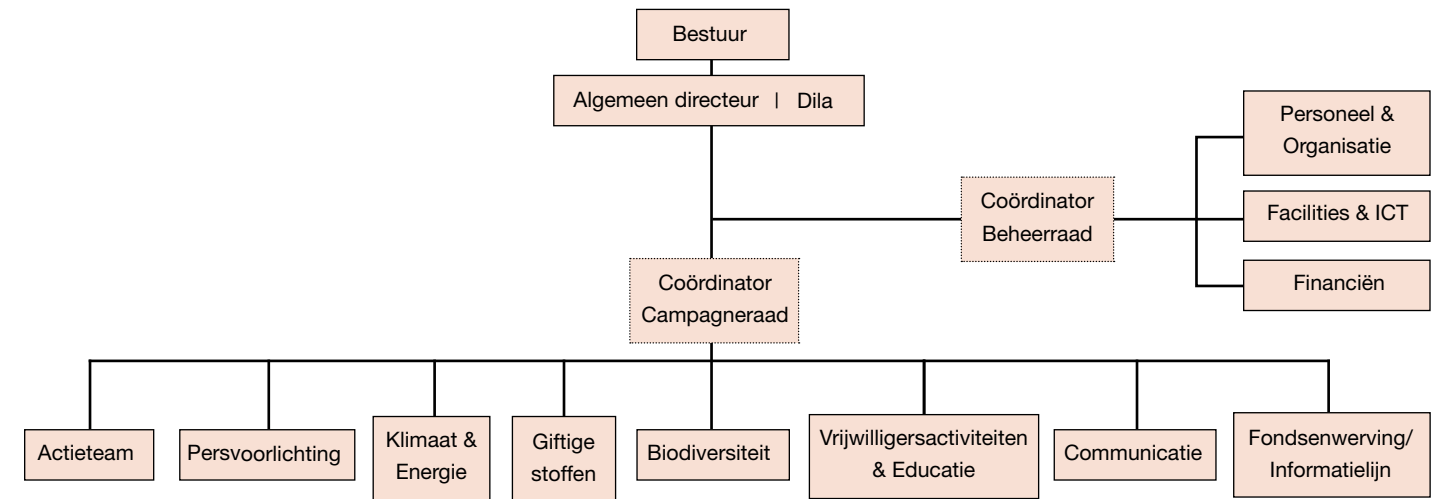 Bestuur
Algemeen directeur | Dila
Personeel &
Organisatie
Coördinator
Beheerraad
Facilities & ICT
Financiën
Coördinator
Campagneraad
Actieteam
Persvoorlichting
Klimaat &
Energie
Giftige
stoffen
Biodiversiteit
Vrijwilligersactiviteiten
& Educatie
Communicatie
Fondsenwerving/
Informatielijn